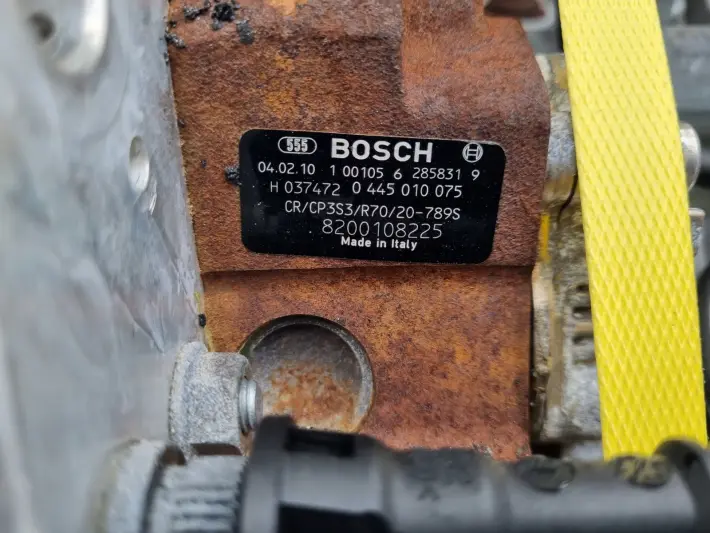 555 BOSCH
04.02.10 1 00105 6 285831 9
H 037472 0 445 010 075
CR/CP3S3/R70/20-789S
8200108225
Made in Italy